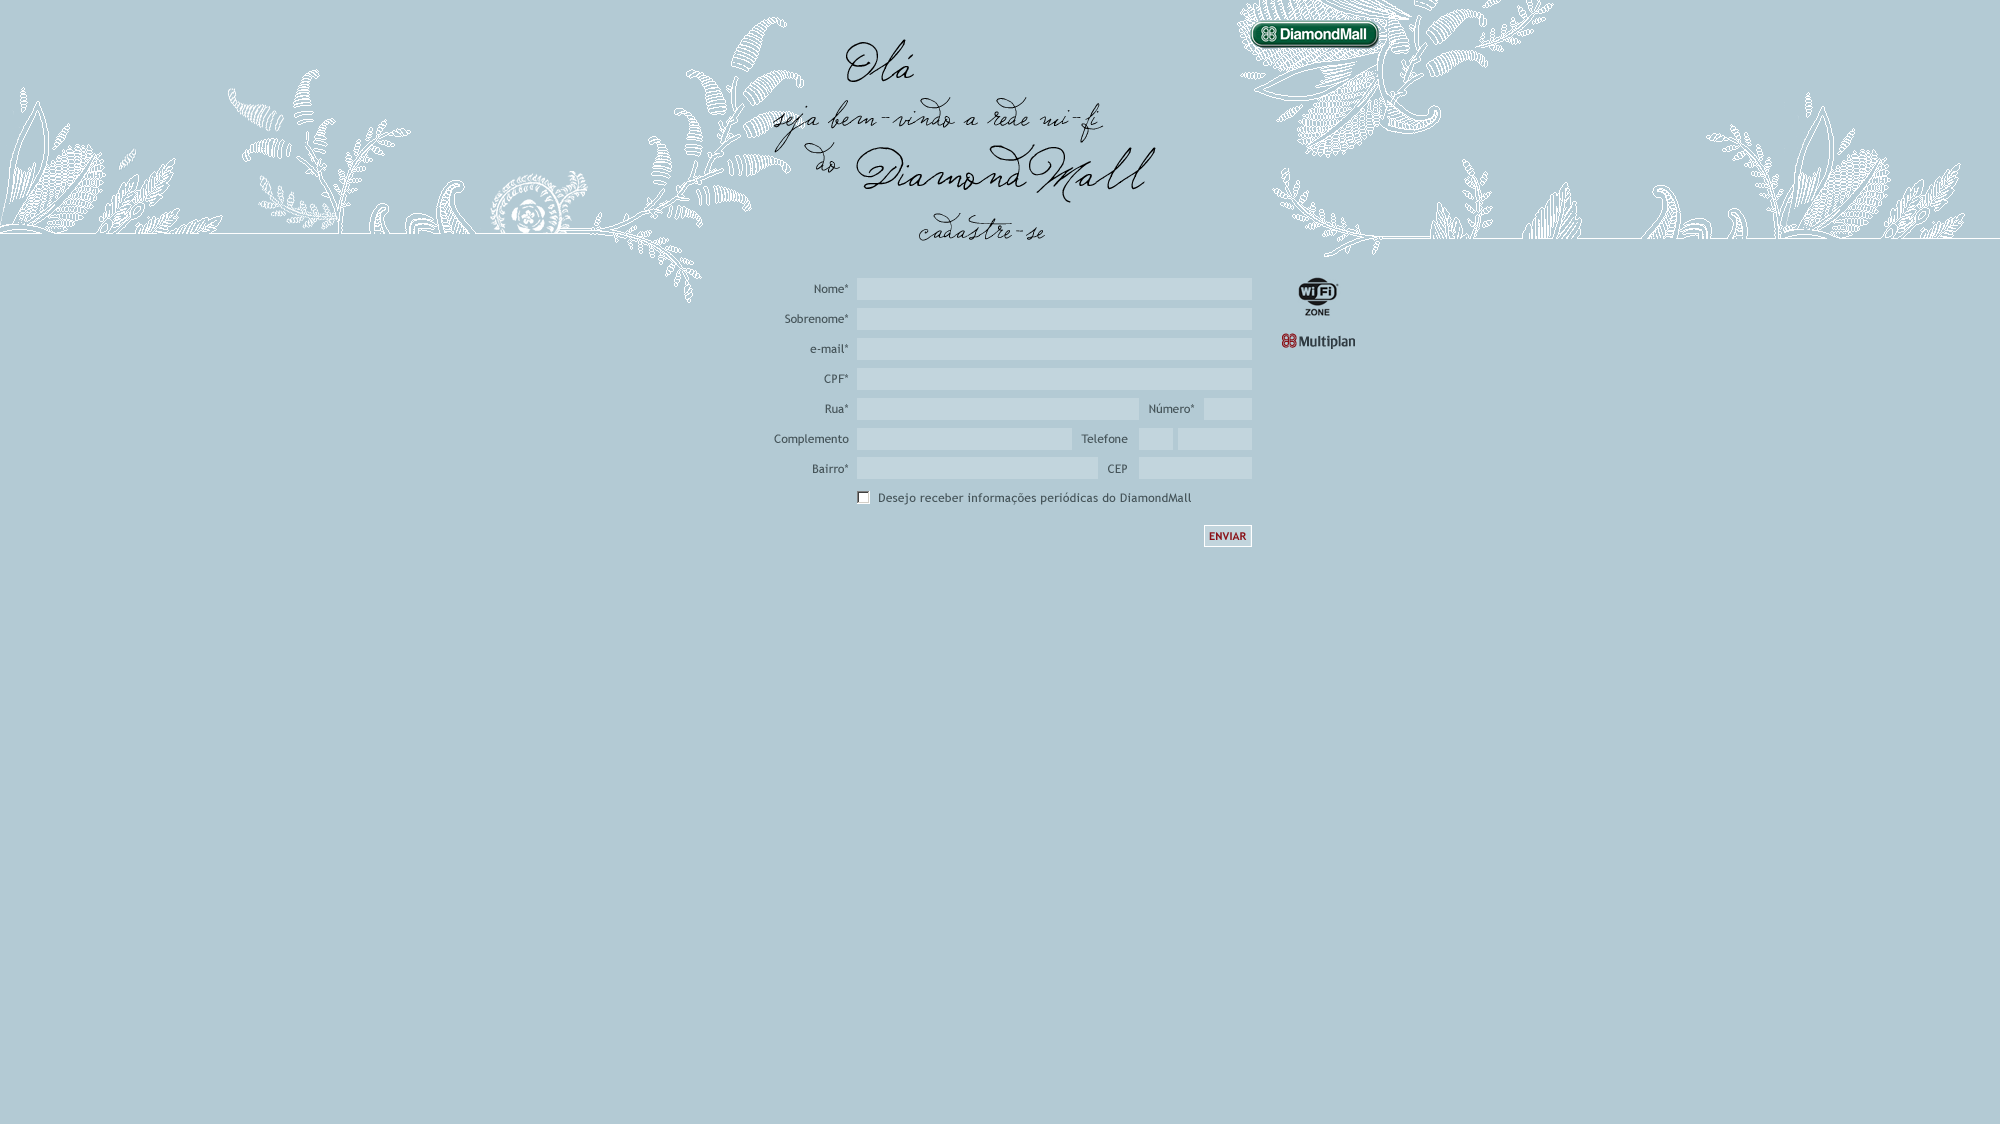 DiamondMall
Olá
seja bem-vindo a rede wi-fi
do DiamondMall
cadastre-se
Nome*
Sobrenome*
e-mail*
CPF*
Rua* Número*
Complemento Telefone
Bairro* CEP
Desejo receber informações periódicas do DiamondMall
ENVIAR
Wi Fi
ZONE
Multiplan